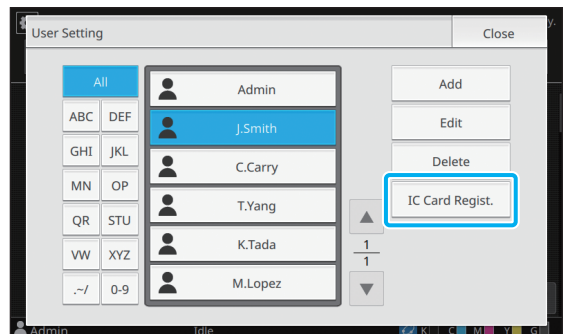 User Setting
Close
All
ABC DEF
GHI JKL
MN OP
QR STU
VW XYZ
.~/ 0-9
Admin
J.Smith
C.Carry
T.Yang
K.Tada
M.Lopez
1
1
Add
Edit
Delete
IC Card Regist.
y.
Admin Idle K C M Y G